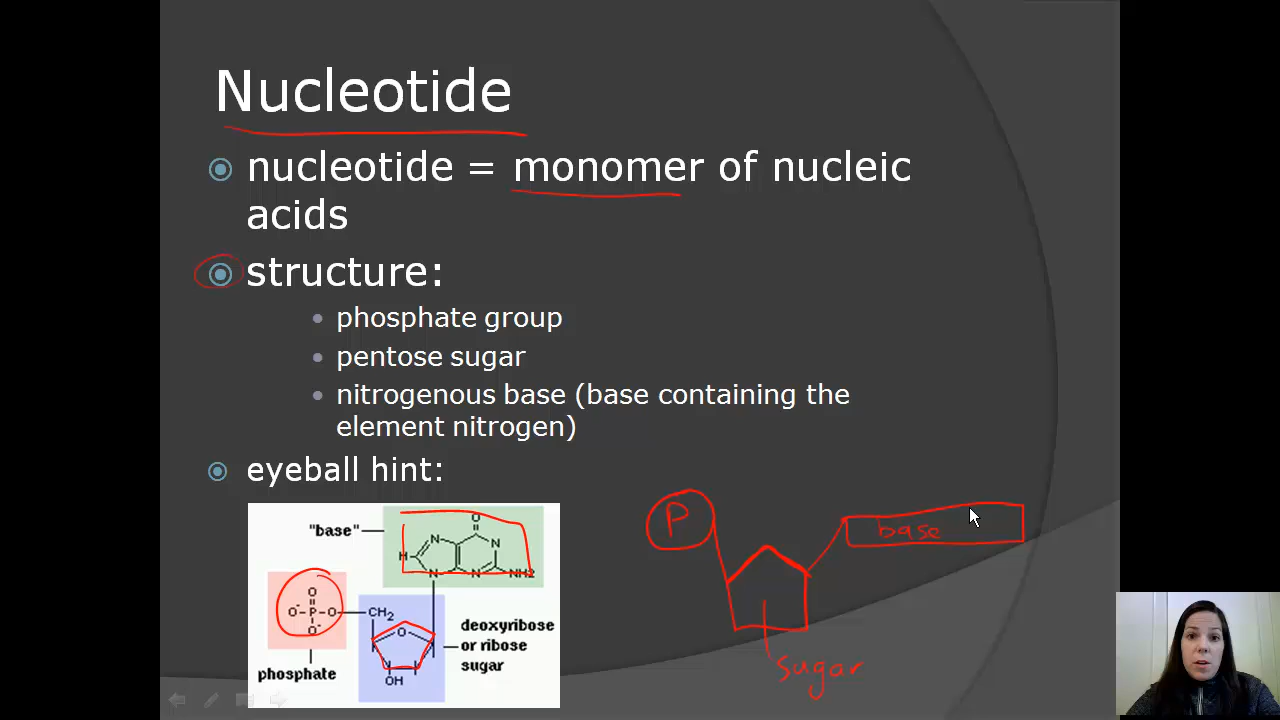 Nucleotide
nucleotide = monomer of nucleic
acids
structure:
phosphate group
pentose sugar
nitrogenous base (base containing the
element nitrogen)
eyeball hint:
"base"
O
N
N
H
N
N
NH2
O
O⁻-P-O
O⁻
CH2
O
OH
phosphate
deoxyribose
or ribose
sugar
P
base
sugar